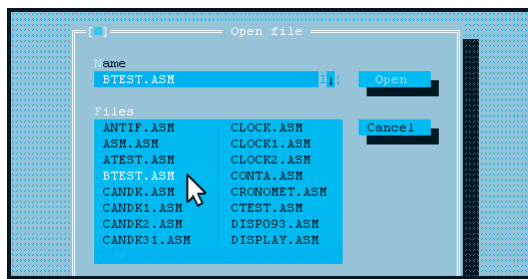 Open file
Name
BTEST.ASM
Open
Files
ANTIF.ASM CLOCK.ASM
Cancel
ASM.ASM CLOCK1.ASM
ATEST.ASM CLOCK2.ASM
BTEST.ASM CONTA.ASM
CANDK.ASM CRONOMET.ASM
CANDK1.ASM CTEST.ASM
CANDK2.ASM DISPO93.ASM
CANDK31.ASM DISPLAY.ASM